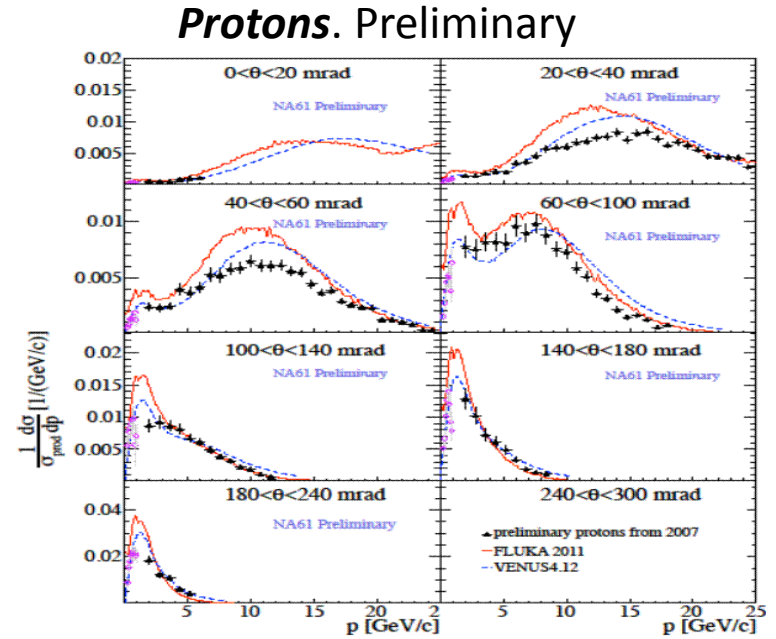 Protons. Preliminary
0<θ<20 mrad
NA61 Preliminary
0.02
0.015
0.01
0.005
20<θ<40 mrad
NA61 Preliminary
40<θ<60 mrad
NA61 Preliminary
0.01
0.005
60<θ<100 mrad
NA61 Preliminary
100<θ<140 mrad
NA61 Preliminary
0.02
0.015
0.01
0.005
140<θ<180 mrad
NA61 Preliminary
180<θ<240 mrad
NA61 Preliminary
0.04
0.02
240<θ<300 mrad
preliminary protons from 2007
FLUKA 2011
VENUS4.12
1/σprod dσ/dp [1/(GeV/c)]
0 5 10 15 20 2
5 10 15 20 25
p [GeV/c]
p [GeV/c]